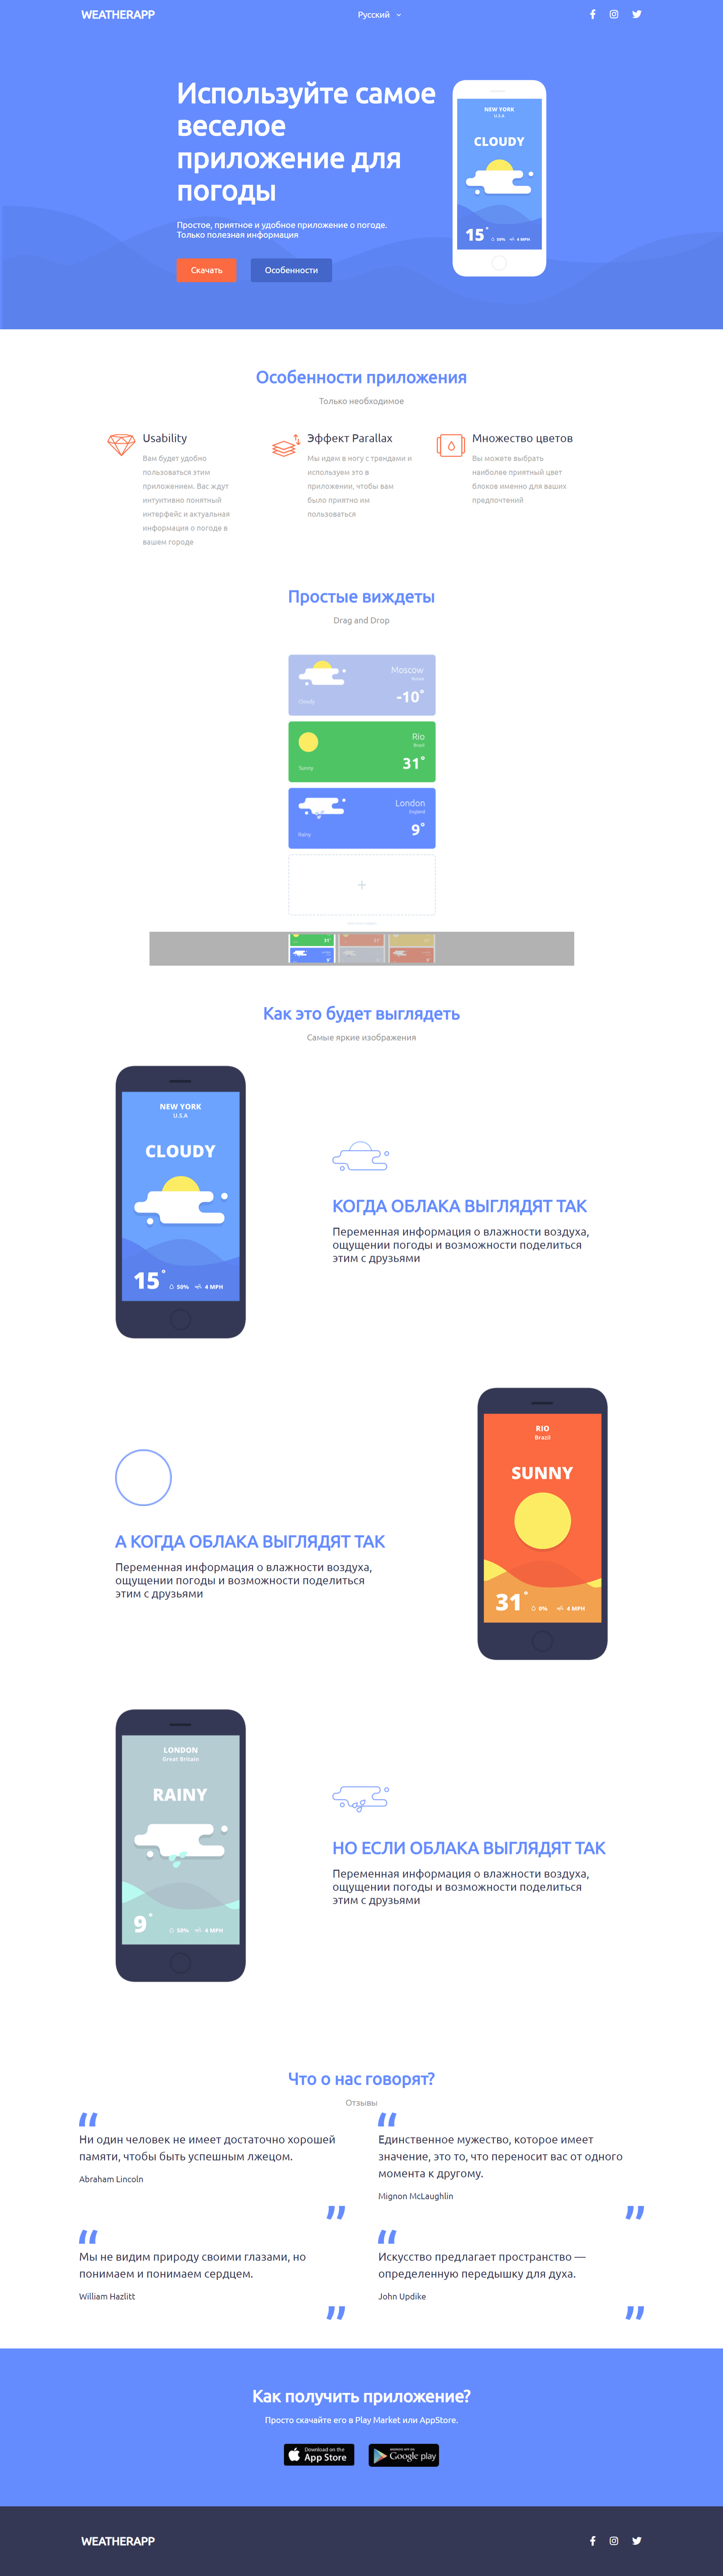 WEATHERAPP
Русский
Используйте самое
веселое
приложение для
погоды
Простое, приятное и удобное приложение о погоде.
Только полезная информация
Скачать
Особенности
NEW YORK
U.S.A
CLOUDY
15°
50%
4 MPH
Особенности приложения
Только необходимое
Usability
Вам будет удобно
пользоваться этим
приложением. Вас ждут
интуитивно понятный
интерфейс и актуальная
информация о погоде в
вашем городе
Эффект Parallax
Мы идем в ногу с трендами и
используем это в
приложении, чтобы вам
было приятно им
пользоваться
Множество цветов
Вы можете выбрать
наиболее приятный цвет
блоков именно для ваших
предпочтений
Простые виждеты
Drag and Drop
Moscow
Russia
Cloudy
-10°
Rio
Brazil
Sunny
31°
London
England
Rainy
9°
+
31°
31°
31°
9°
9°
9°
Как это будет выглядеть
Самые яркие изображения
NEW YORK
U.S.A
CLOUDY
15°
50%
4 MPH
КОГДА ОБЛАКА ВЫГЛЯДЯТ ТАК
Переменная информация о влажности воздуха,
ощущении погоды и возможности поделиться
этим с друзьями
А КОГДА ОБЛАКА ВЫГЛЯДЯТ ТАК
Переменная информация о влажности воздуха,
ощущении погоды и возможности поделиться
этим с друзьями
RIO
Brazil
SUNNY
31°
0%
4 MPH
LONDON
Great Britain
RAINY
9°
50%
4 MPH
НО ЕСЛИ ОБЛАКА ВЫГЛЯДЯТ ТАК
Переменная информация о влажности воздуха,
ощущении погоды и возможности поделиться
этим с друзьями
Что о нас говорят?
Отзывы
“
Ни один человек не имеет достаточно хорошей
памяти, чтобы быть успешным лжецом.
Abraham Lincoln
”
“
Единственное мужество, которое имеет
значение, это то, что переносит вас от одного
момента к другому.
Mignon McLaughlin
”
“
Мы не видим природу своими глазами, но
понимаем и понимаем сердцем.
William Hazlitt
”
“
Искусство предлагает пространство —
определенную передышку для духа.
John Updike
”
Как получить приложение?
Просто скачайте его в Play Market или AppStore.
Download on the
App Store
Google play
WEATHERAPP